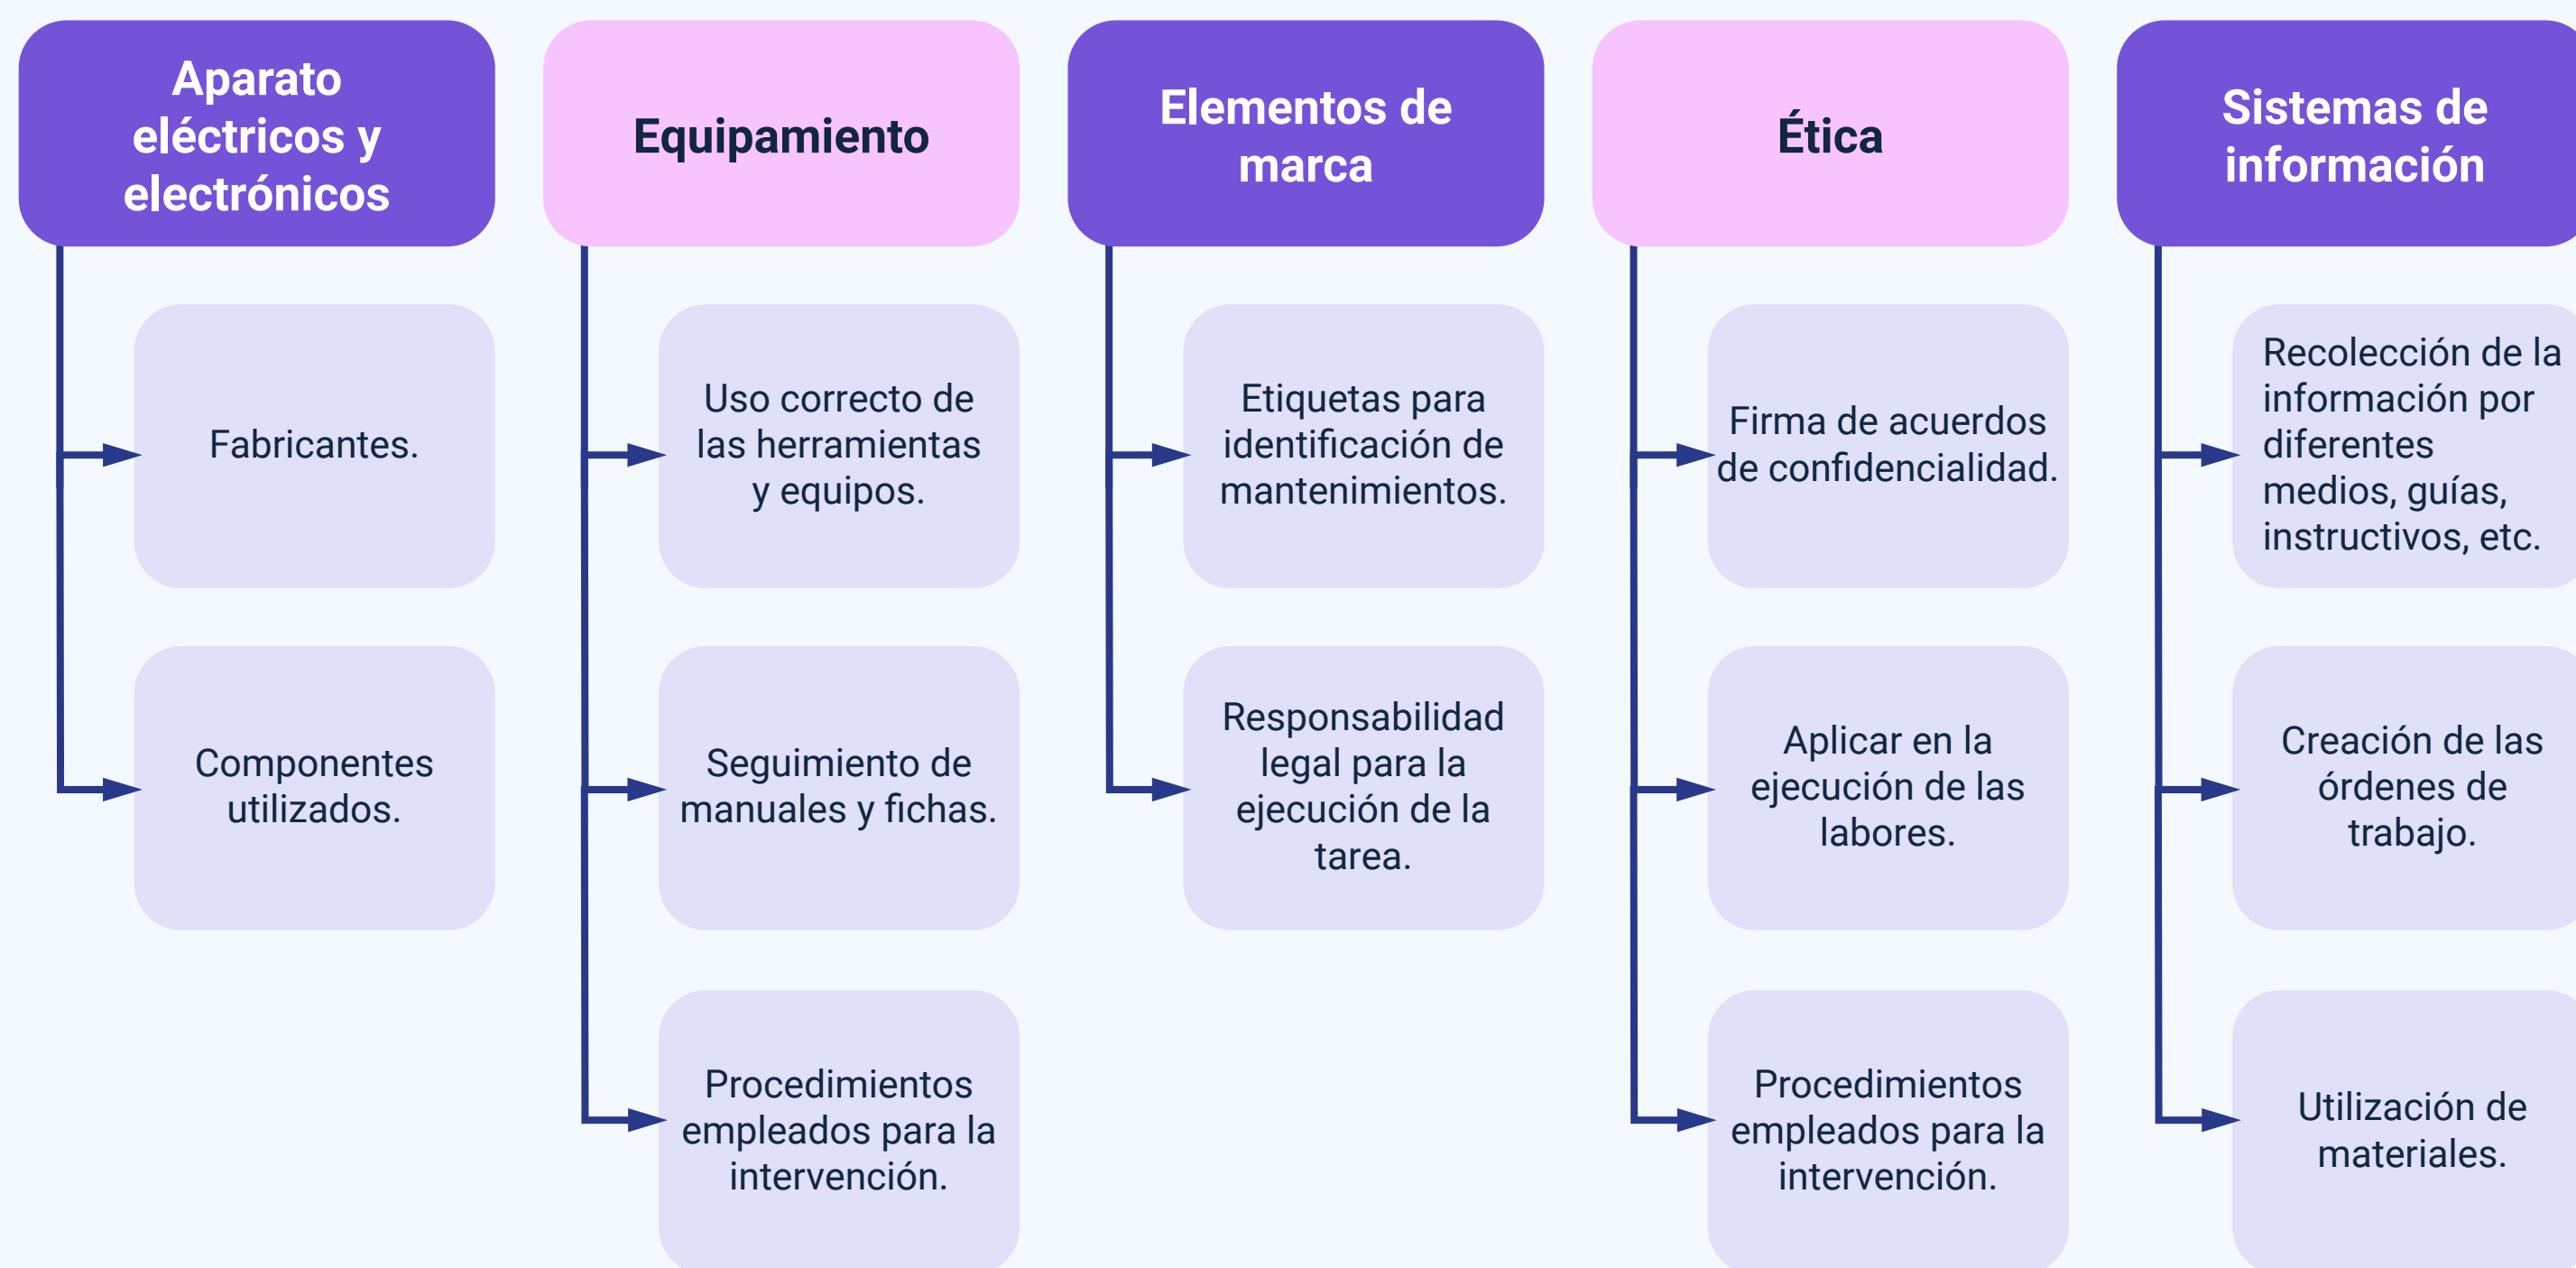 Aparato
eléctricos y
electrónicos
Fabricantes.
Componentes
utilizados.
Equipamiento
Uso correcto de
las herramientas
y equipos.
Seguimiento de
manuales y fichas.
Procedimientos
empleados para la
intervención.
Elementos de
marca
Etiquetas para
identificación de
mantenimientos.
Responsabilidad
legal para la
ejecución de la
tarea.
Ética
Firma de acuerdos
de confidencialidad.
Aplicar en la
ejecución de las
labores.
Procedimientos
empleados para la
intervención.
Sistemas de
información
Recolección de la
información por
diferentes
medios, guías,
instructivos, etc.
Creación de las
órdenes de
trabajo.
Utilización de
materiales.